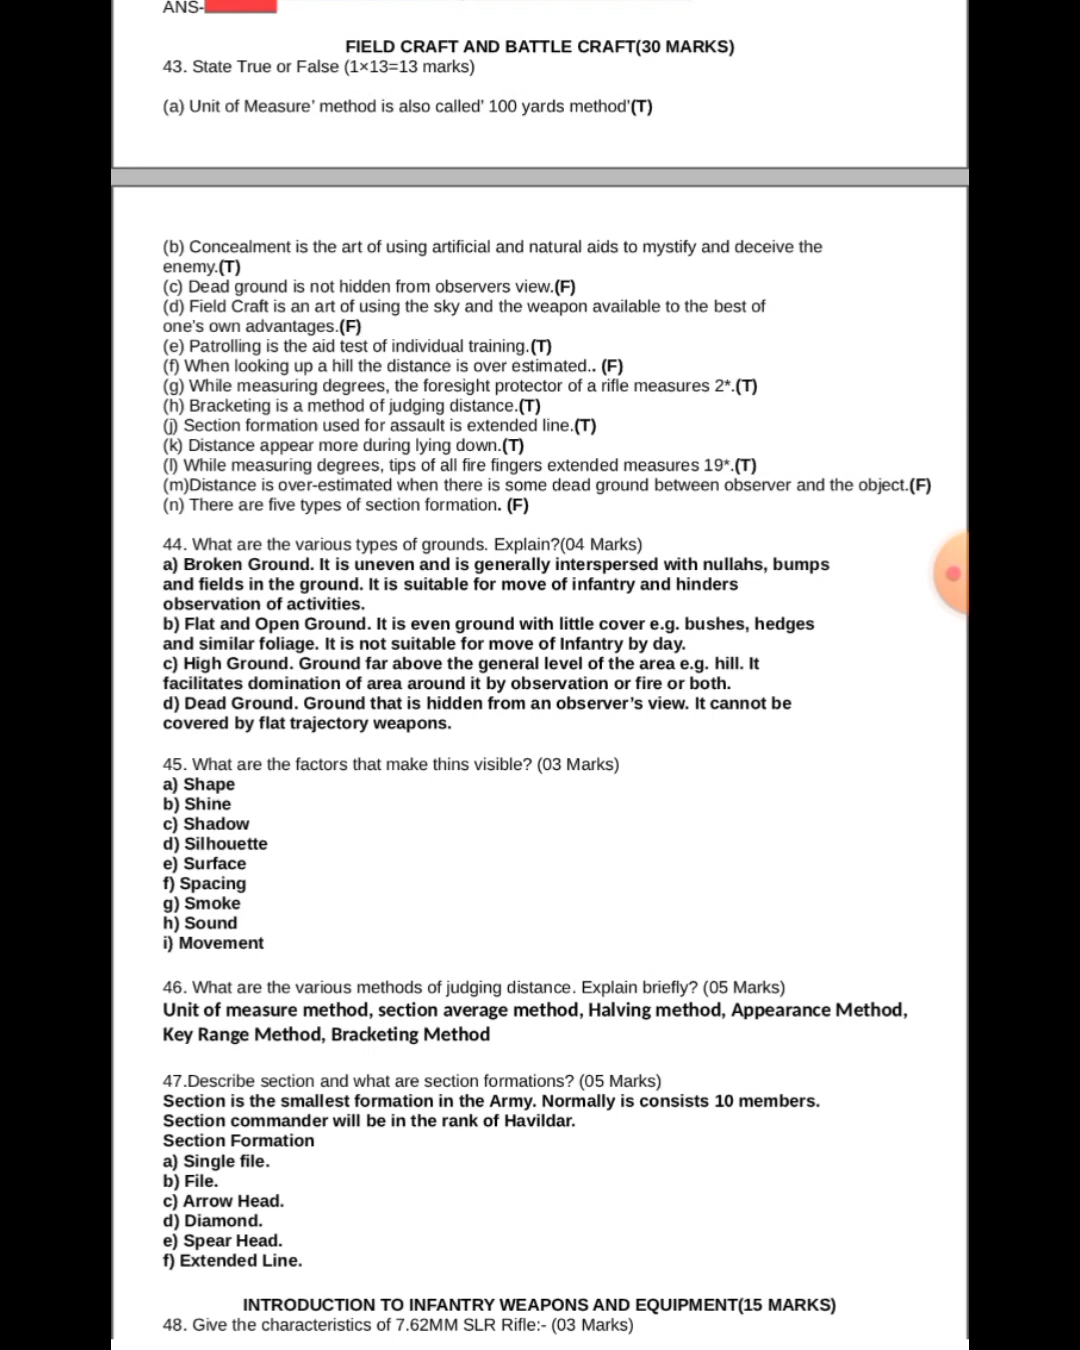 ANS-
FIELD CRAFT AND BATTLE CRAFT(30 MARKS)
43. State True or False (1×13=13 marks)
(a) Unit of Measure’ method is also called’ 100 yards method’(T)
(b) Concealment is the art of using artificial and natural aids to mystify and deceive the
enemy.(T)
(c) Dead ground is not hidden from observers view.(F)
(d) Field Craft is an art of using the sky and the weapon available to the best of
one’s own advantages.(F)
(e) Patrolling is the aid test of individual training.(T)
(f) When looking up a hill the distance is over estimated.. (F)
(g) While measuring degrees, the foresight protector of a rifle measures 2*.(T)
(h) Bracketing is a method of judging distance.(T)
(j) Section formation used for assault is extended line.(T)
(k) Distance appear more during lying down.(T)
(l) While measuring degrees, tips of all fire fingers extended measures 19*.(T)
(m)Distance is over-estimated when there is some dead ground between observer and the object.(F)
(n) There are five types of section formation. (F)
44. What are the various types of grounds. Explain?(04 Marks)
a) Broken Ground. It is uneven and is generally interspersed with nullahs, bumps
and fields in the ground. It is suitable for move of infantry and hinders
observation of activities.
b) Flat and Open Ground. It is even ground with little cover e.g. bushes, hedges
and similar foliage. It is not suitable for move of Infantry by day.
c) High Ground. Ground far above the general level of the area e.g. hill. It
facilitates domination of area around it by observation or fire or both.
d) Dead Ground. Ground that is hidden from an observer’s view. It cannot be
covered by flat trajectory weapons.
45. What are the factors that make thins visible? (03 Marks)
a) Shape
b) Shine
c) Shadow
d) Silhouette
e) Surface
f) Spacing
g) Smoke
h) Sound
i) Movement
46. What are the various methods of judging distance. Explain briefly? (05 Marks)
Unit of measure method, section average method, Halving method, Appearance Method,
Key Range Method, Bracketing Method
47.Describe section and what are section formations? (05 Marks)
Section is the smallest formation in the Army. Normally is consists 10 members.
Section commander will be in the rank of Havildar.
Section Formation
a) Single file.
b) File.
c) Arrow Head.
d) Diamond.
e) Spear Head.
f) Extended Line.
INTRODUCTION TO INFANTRY WEAPONS AND EQUIPMENT(15 MARKS)
48. Give the characteristics of 7.62MM SLR Rifle:- (03 Marks)